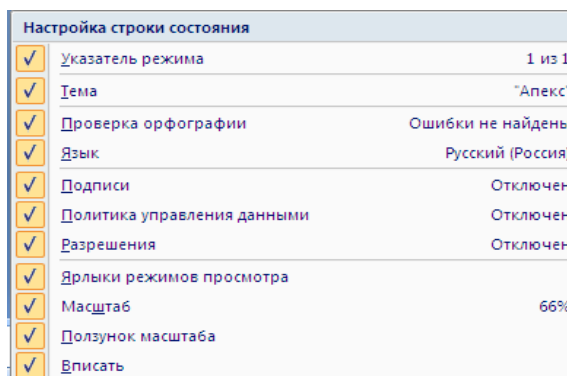 Настройка строки состояния
Указатель режима 1 из 1
Тема "Апекс"
Проверка орфографии Ошибки не найдены
Язык Русский (Россия)
Подписи Отключен
Политика управления данными Отключен
Разрешения Отключен
Ярлыки режимов просмотра
Масштаб 66%
Ползунок масштаба
Вписать